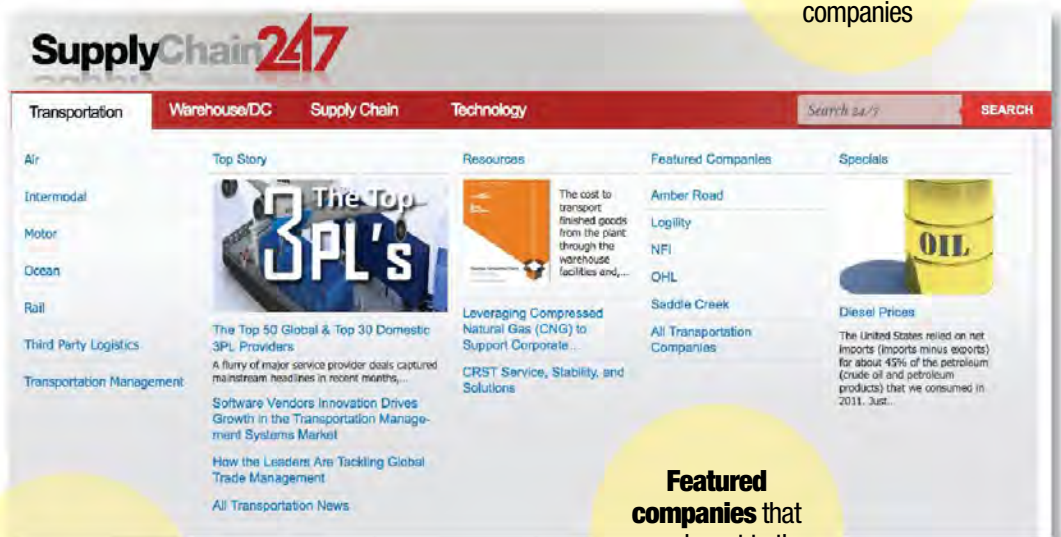 companies
SupplyChain247
Transportation
Warehouse/DC
Supply Chain
Technology
Search 24/7
SEARCH
Air
Intermodal
Motor
Ocean
Rail
Third Party Logistics
Transportation Management
Top Story
The Top
3PL's
The Top 50 Global & Top 30 Domestic
3PL Providers
A flurry of major service provider deals captured
mainstream headlines in recent months,...
Software Vendors Innovation Drives
Growth in the Transportation Manage-
ment Systems Market
How the Leaders Are Tackling Global
Trade Management
All Transportation News
Resources
The cost to
transport
finished goods
from the plant
through the
warehouse
facilities and,...
Leveraging Compressed
Natural Gas (CNG) to
Support Corporate...
CRST Service, Stability, and
Solutions
Featured Companies
Amber Road
Logility
NFI
OHL
Saddle Creek
All Transportation
Companies
Specials
OIL
Diesel Prices
The United States relied on net
imports (imports minus exports)
for about 45% of the petroleum
(crude oil and petroleum
products) that we consumed in
2011. Just...
Featured
companies that